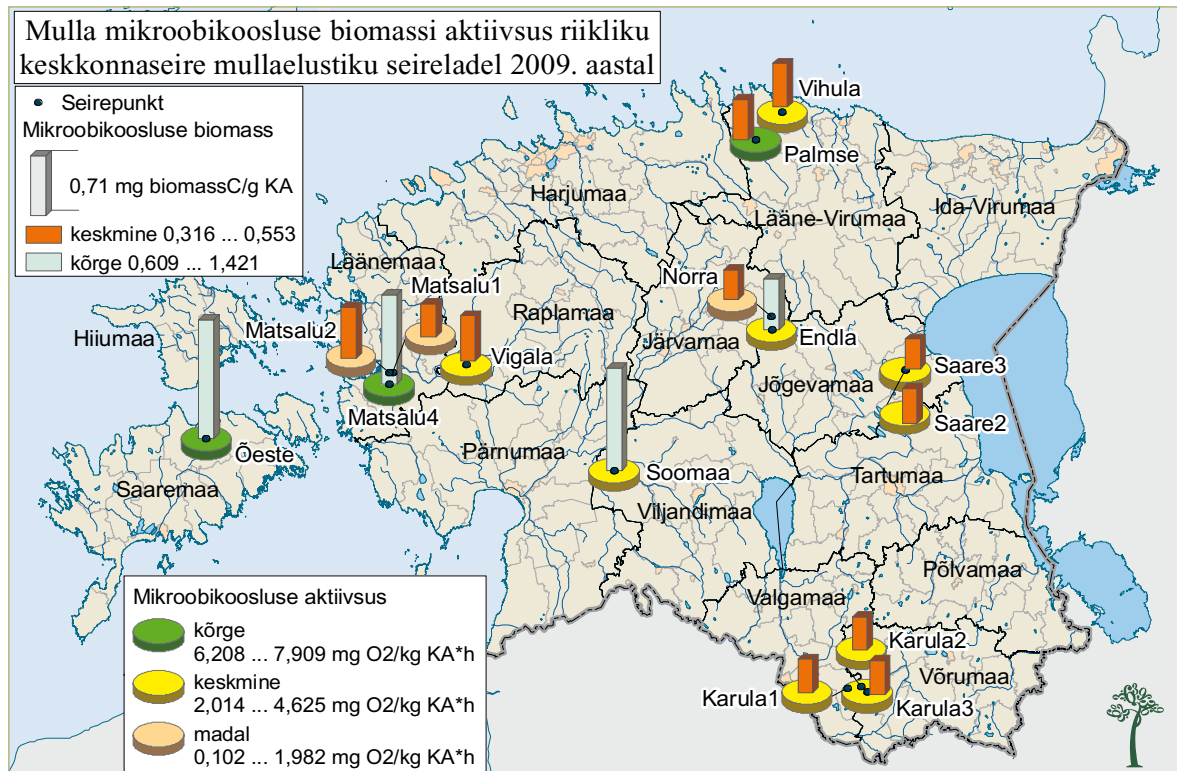 Mulla mikroobikoosluse biomassi aktiivsus riikliku
keskkonnaseire mullaelustiku seireladel 2009. aastal
Seirepunkt
Mikroobikoosluse biomass
0,71 mg biomassC/g KA
keskmine 0,316 ... 0,553
kõrge 0,609 ... 1,421
Vihula
Palmse
Harjumaa
Lääne-Virumaa
Ida-Virumaa
Läänemaa
Matsalu1
Norra
Hiiumaa
Matsalu2
Raplamaa
Järvamaa
Endla
Vigala
Saare3
Jõgevamaa
Matsalu4
Saare2
Õeste
Pärnumaa
Soomaa
Tartumaa
Saaremaa
Viljandimaa
Põlvamaa
Valgamaa
Karula2
Võrumaa
Karula1
Karula3
Mikroobikoosluse aktiivsus
kõrge
6,208 ... 7,909 mg O2/kg KA*h
keskmine
2,014 ... 4,625 mg O2/kg KA*h
madal
0,102 ... 1,982 mg O2/kg KA*h